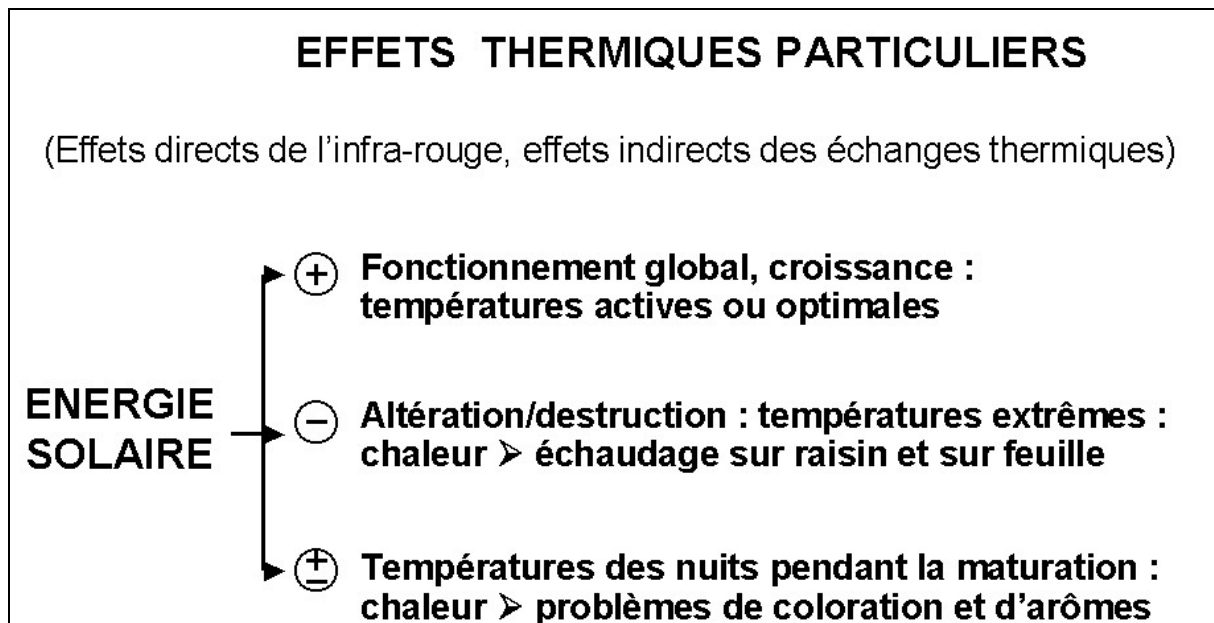 EFFETS THERMIQUES PARTICULIERS
(Effets directs de l'infra-rouge, effets indirects des échanges thermiques)
+ Fonctionnement global, croissance :
températures actives ou optimales
ENERGIE
SOLAIRE
− Altération/destruction : températures extrêmes :
chaleur ➢ échaudage sur raisin et sur feuille
± Températures des nuits pendant la maturation :
chaleur ➢ problèmes de coloration et d'arômes